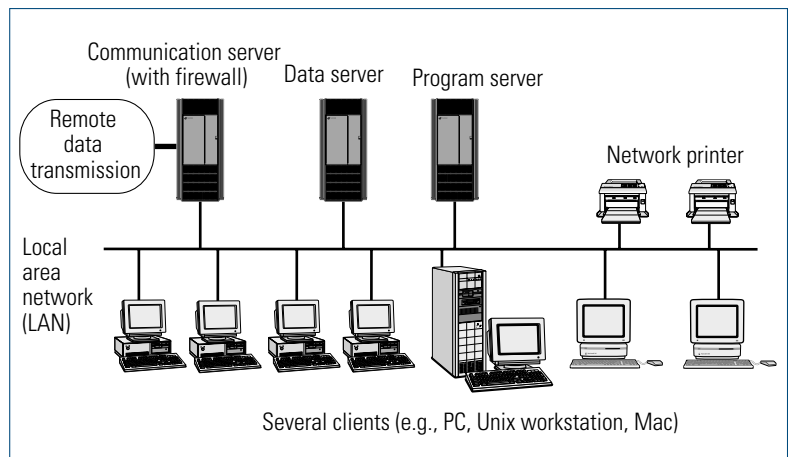 Communication server
(with firewall)
Data server
Program server
Remote
data
transmission
Network printer
Local
area
network
(LAN)
Several clients (e.g., PC, Unix workstation, Mac)